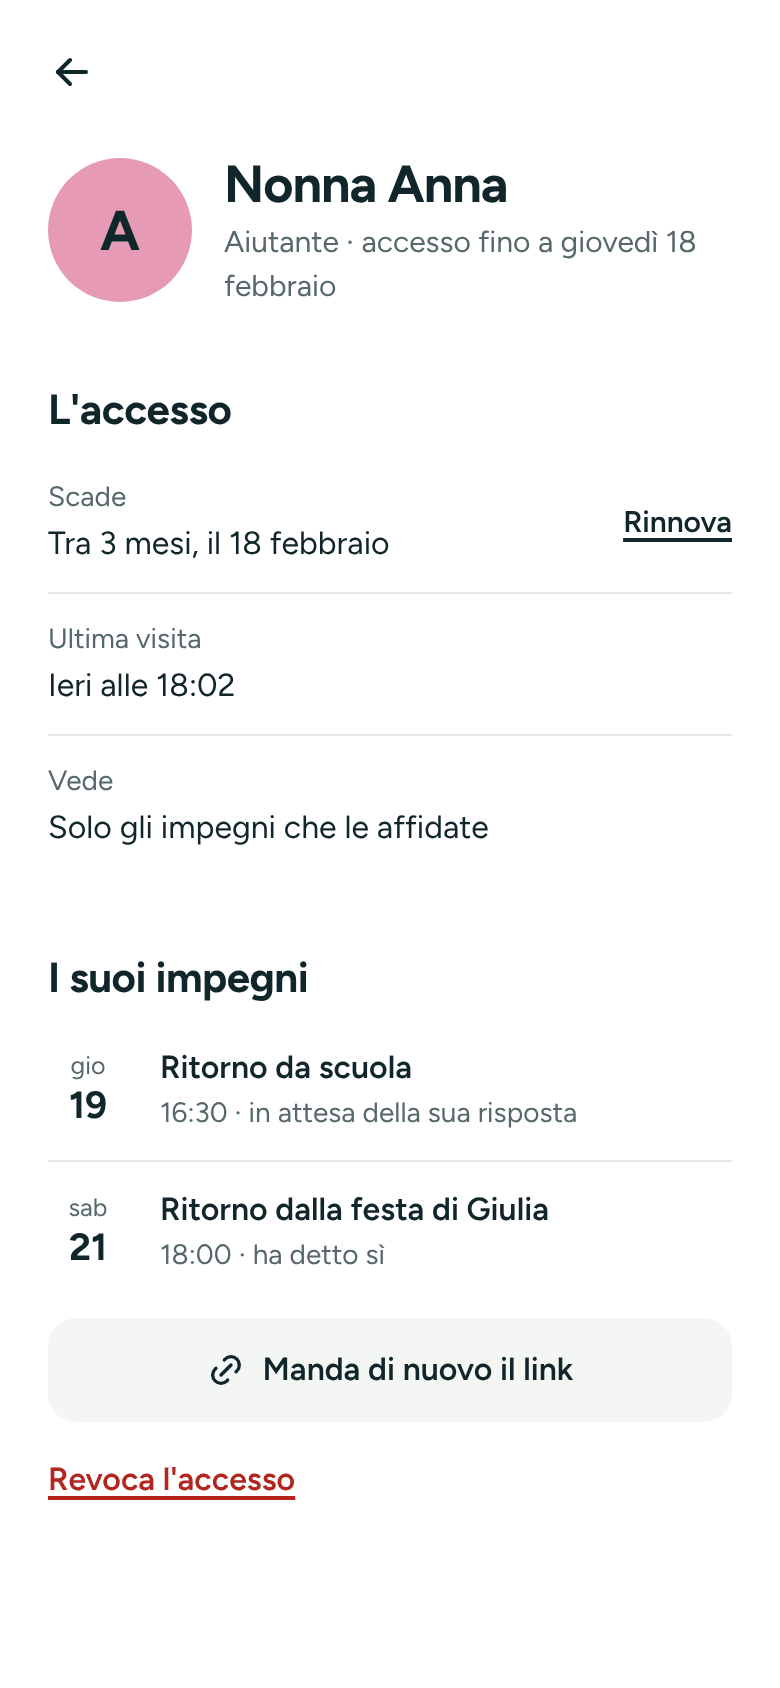 A
Nonna Anna
Aiutante · accesso fino a giovedì 18
febbraio
L'accesso
Scade
Tra 3 mesi, il 18 febbraio
Rinnova
Ultima visita
Ieri alle 18:02
Vede
Solo gli impegni che le affidate
I suoi impegni
gio
19
Ritorno da scuola
16:30 · in attesa della sua risposta
sab
21
Ritorno dalla festa di Giulia
18:00 · ha detto sì
Manda di nuovo il link
Revoca l'accesso